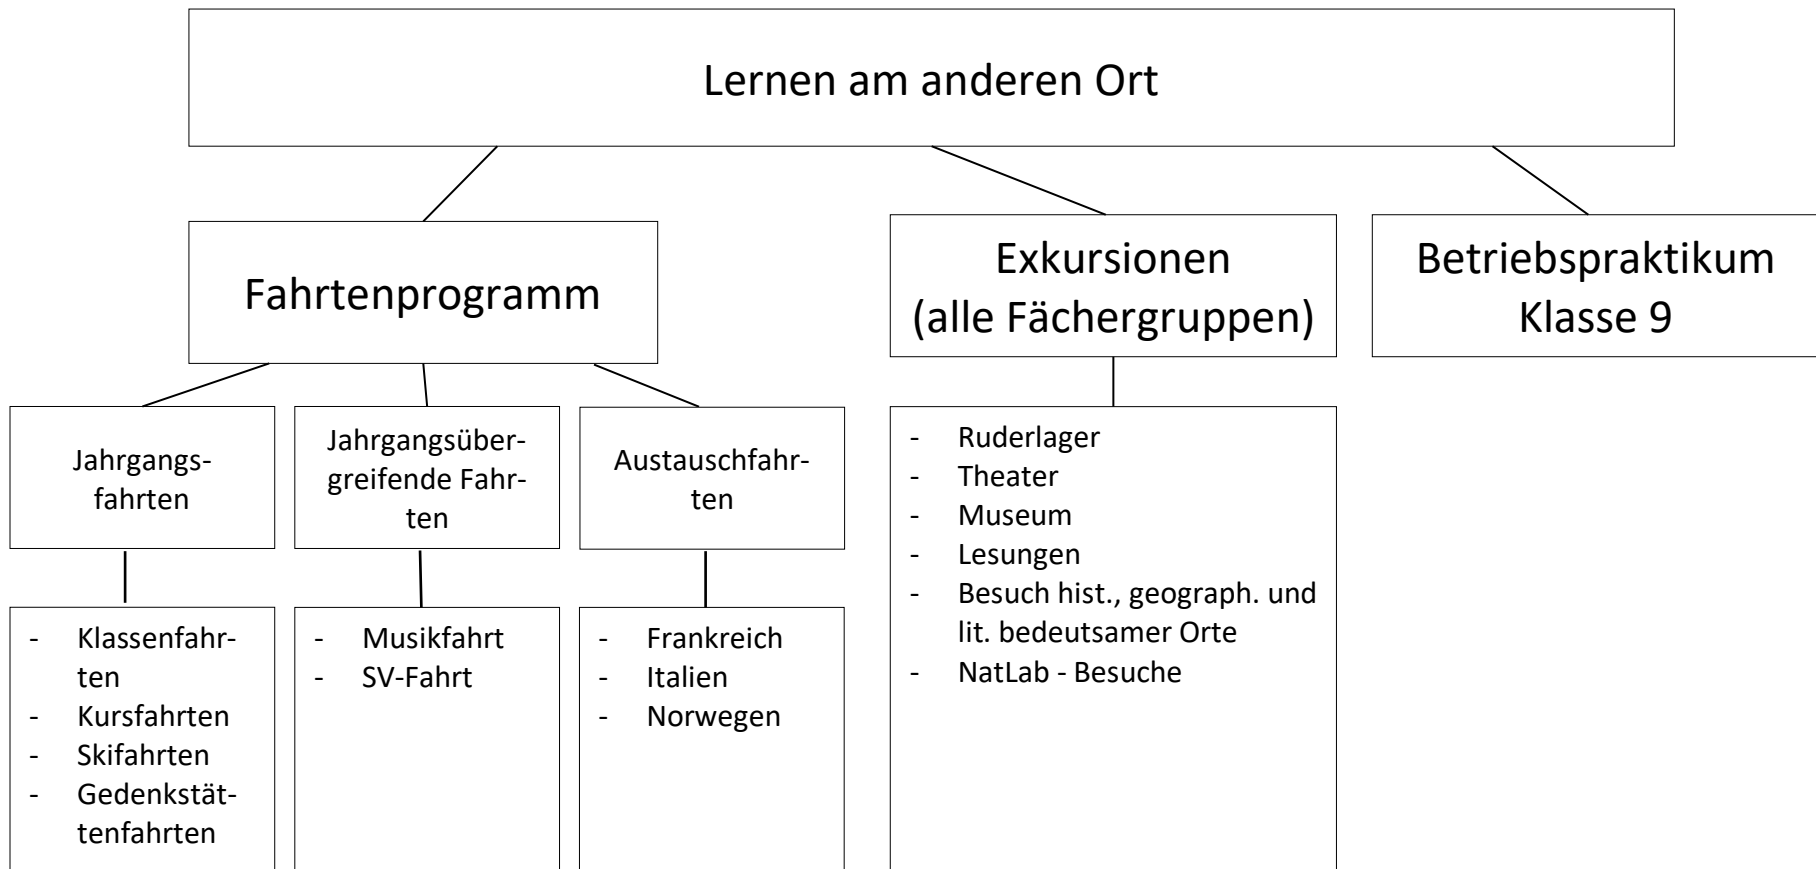 Lernen am anderen Ort
Fahrtenprogramm
Exkursionen
(alle Fächergruppen)
Betriebspraktikum
Klasse 9
Jahrgangs-
fahrten
Jahrgangsüber-
greifende Fahr-
ten
Austauschfahr-
ten
- Klassenfahr-
ten
- Kursfahrten
- Skifahrten
- Gedenkstät-
tenfahrten
- Musikfahrt
- SV-Fahrt
- Frankreich
- Italien
- Norwegen
- Ruderlager
- Theater
- Museum
- Lesungen
- Besuch hist., geograph. und
lit. bedeutsamer Orte
- NatLab - Besuche